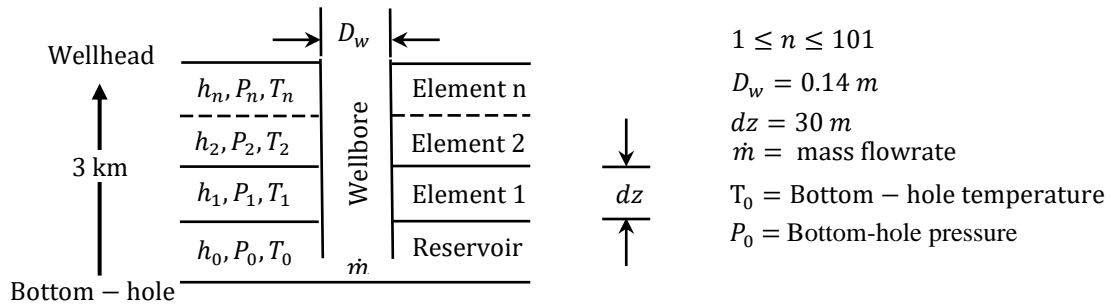 D_w
Wellhead
3 km
Bottom − hole
h_n, P_n, T_n
h_2, P_2, T_2
h_1, P_1, T_1
h_0, P_0, T_0
Wellbore
ṁ
Element n
Element 2
Element 1
Reservoir
dz
1 ≤ n ≤ 101
D_w = 0.14 m
dz = 30 m
ṁ = mass flowrate
T_0 = Bottom − hole temperature
P_0 = Bottom-hole pressure